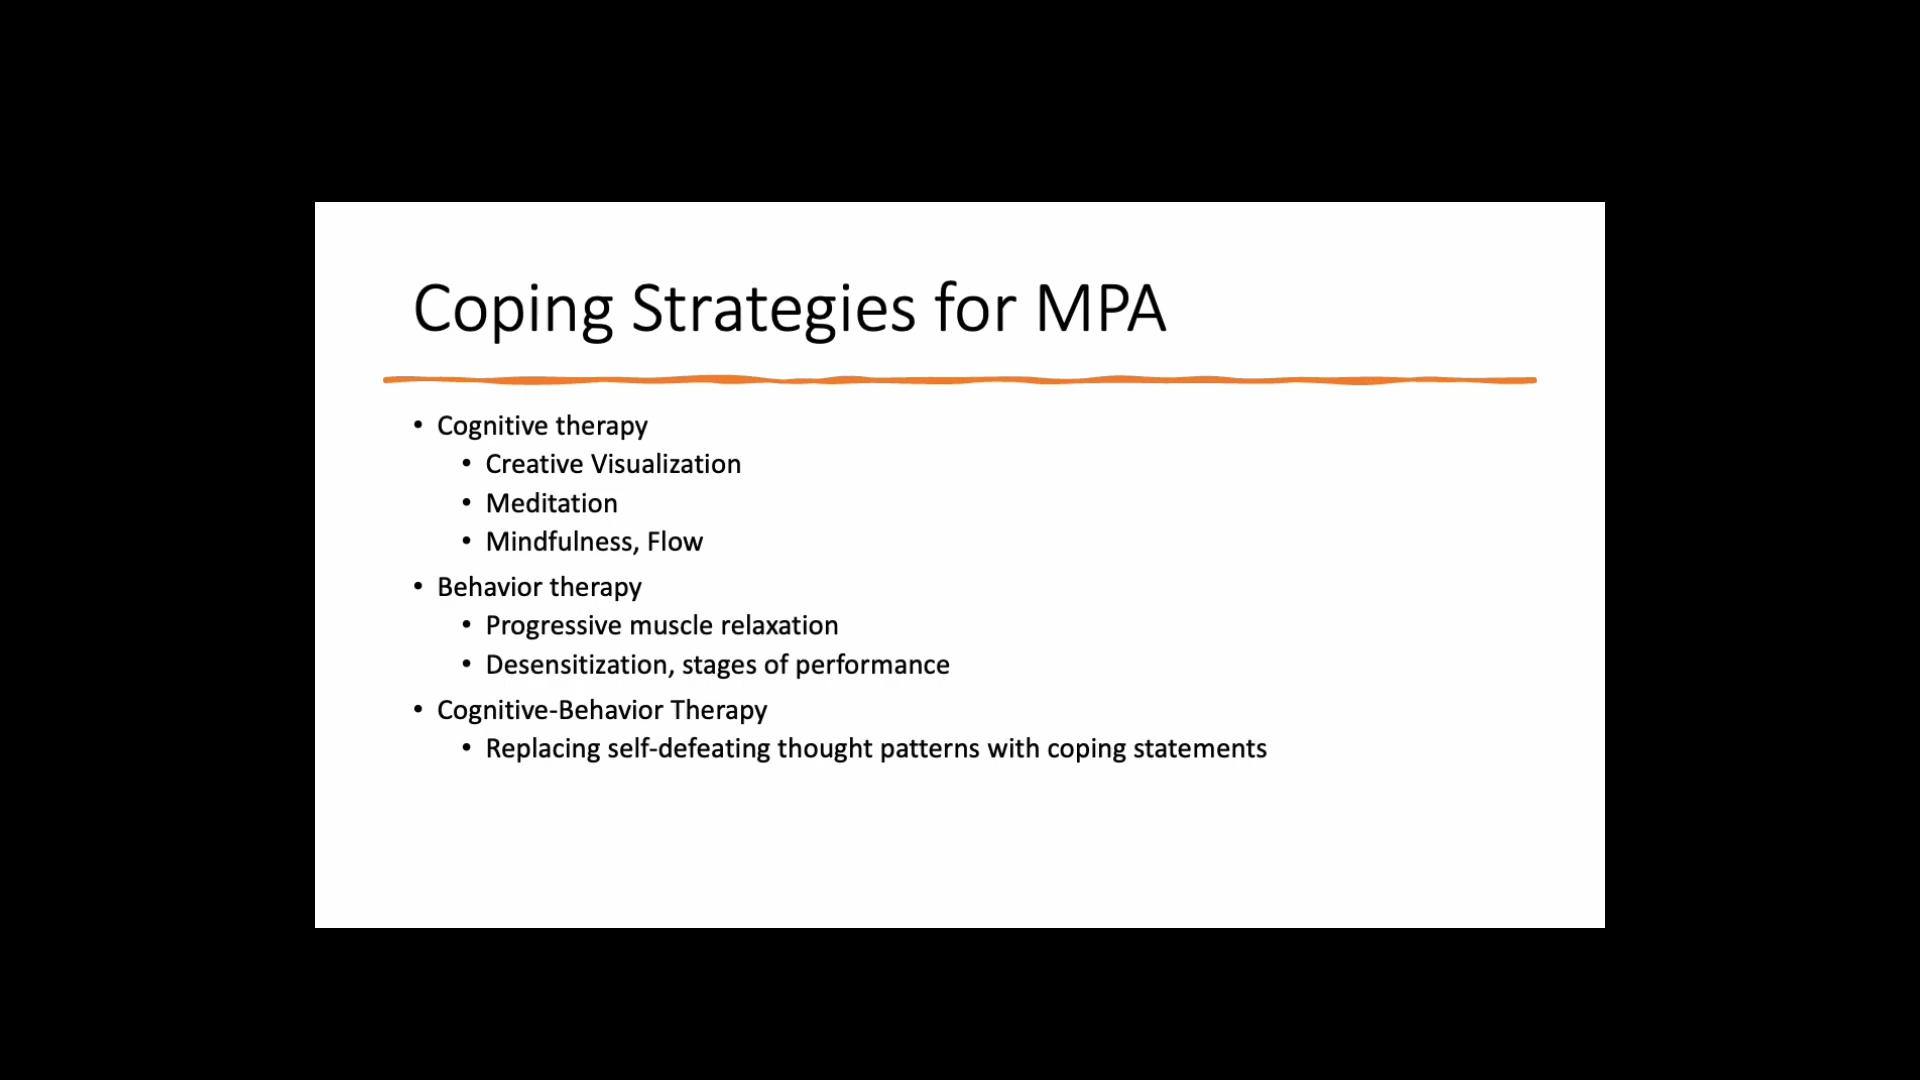 Coping Strategies for MPA
• Cognitive therapy
• Creative Visualization
• Meditation
• Mindfulness, Flow
• Behavior therapy
• Progressive muscle relaxation
• Desensitization, stages of performance
• Cognitive-Behavior Therapy
• Replacing self-defeating thought patterns with coping statements